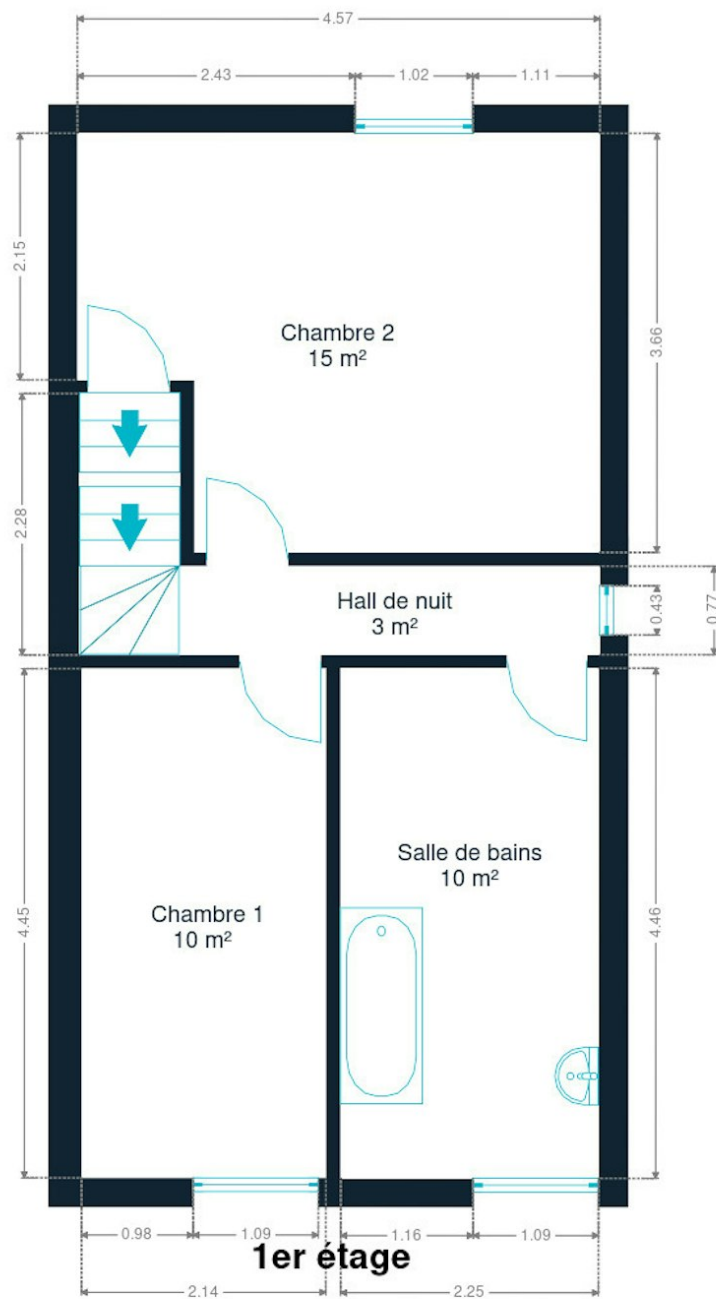 4.57
2.43
1.02
1.11
2.15
3.66
Chambre 2
15 m²
2.28
Hall de nuit
3 m²
0.43
0.77
Salle de bains
10 m²
Chambre 1
10 m²
4.45
4.46
0.98
1.09
1.16
1.09
1er étage
2.14
2.25